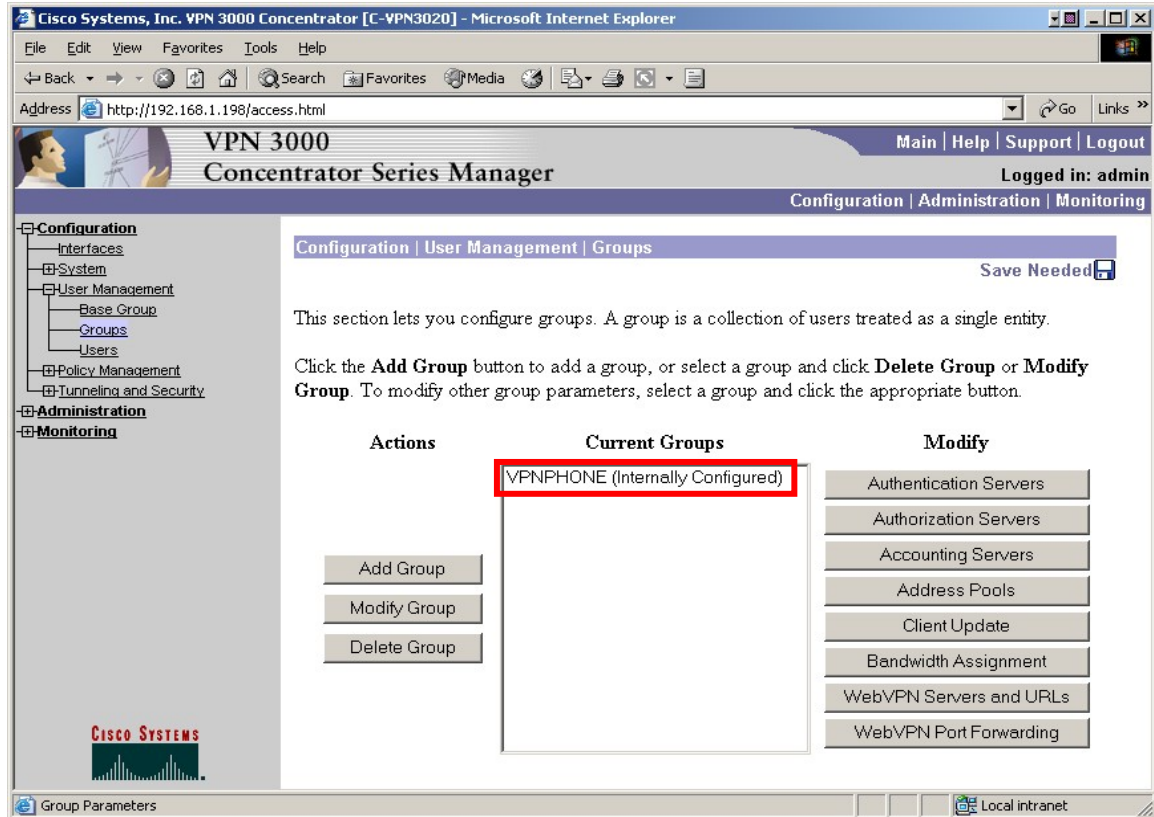 Cisco Systems, Inc. VPN 3000 Concentrator [C-VPN3020] - Microsoft Internet Explorer
File Edit View Favorites Tools Help
Back Search Favorites Media
Address http://192.168.1.198/access.html Go Links »
VPN 3000
Concentrator Series Manager
Main | Help | Support | Logout
Logged in: admin
Configuration | Administration | Monitoring
Configuration
Interfaces
System
User Management
Base Group
Groups
Users
Policy Management
Tunneling and Security
Administration
Monitoring
Configuration | User Management | Groups
Save Needed
This section lets you configure groups. A group is a collection of users treated as a single entity.
Click the Add Group button to add a group, or select a group and click Delete Group or Modify
Group. To modify other group parameters, select a group and click the appropriate button.
Actions
Add Group
Modify Group
Delete Group
Current Groups
VPNPHONE (Internally Configured)
Modify
Authentication Servers
Authorization Servers
Accounting Servers
Address Pools
Client Update
Bandwidth Assignment
WebVPN Servers and URLs
WebVPN Port Forwarding
CISCO SYSTEMS
Group Parameters
Local intranet